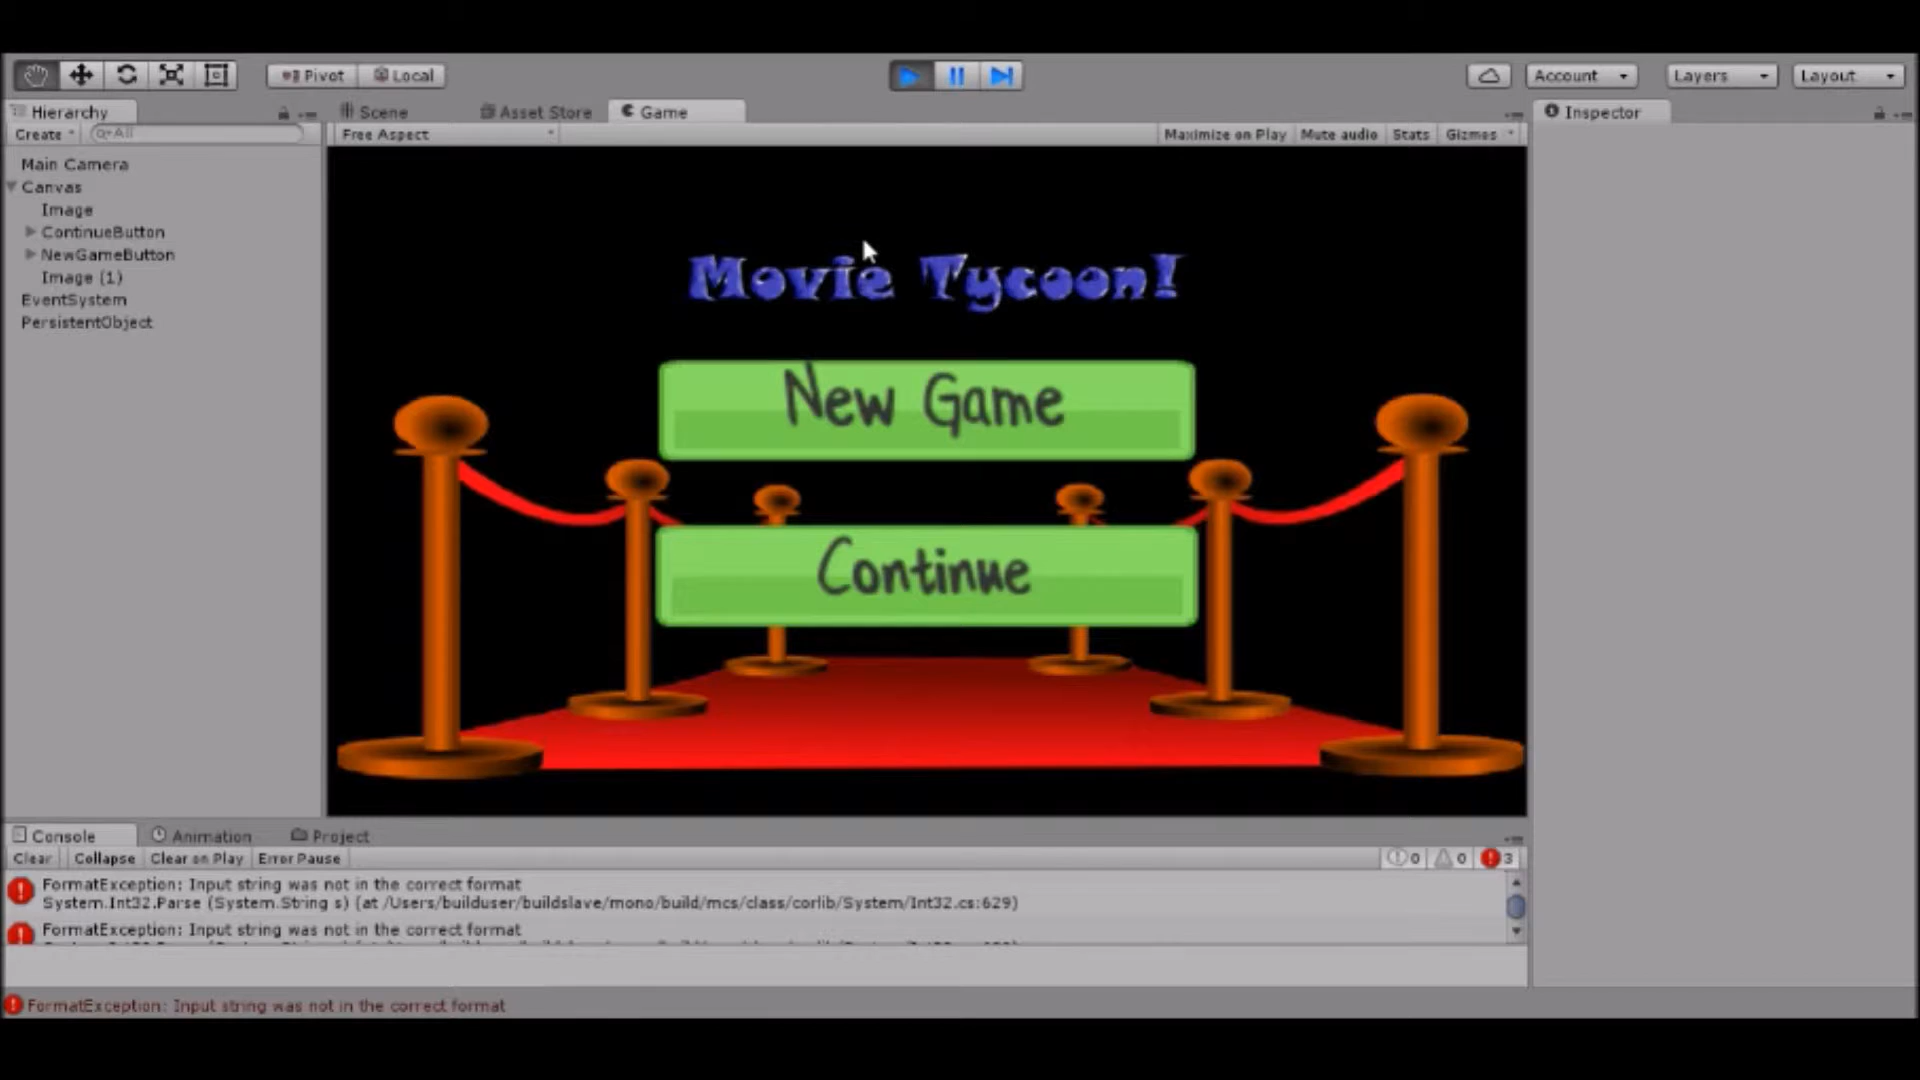 Pivot Local Account Layers Layout
Hierarchy Scene Asset Store Game Inspector
Create All Free Aspect Maximize on Play Mute audio Stats Gizmos
Main Camera
Canvas
Image
ContinueButton
NewGameButton
Image (1)
EventSystem
PersistentObject
Movie Tycoon!
New Game
Continue
Console Animation Project
Clear Collapse Clear on Play Error Pause 0 0 3
FormatException: Input string was not in the correct format
System.Int32.Parse (System.String s) (at /Users/builduser/buildslave/mono/build/mcs/class/corlib/System/Int32.cs:629)
FormatException: Input string was not in the correct format
FormatException: Input string was not in the correct format